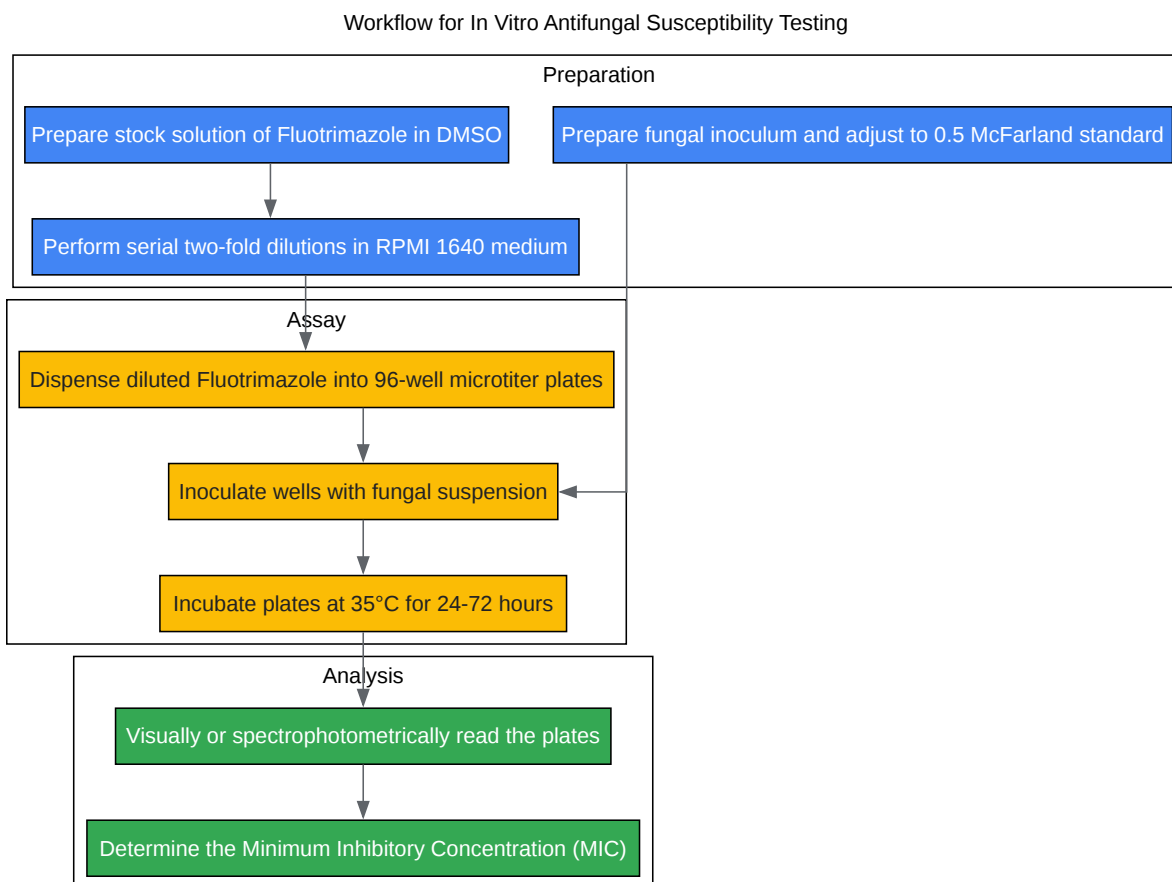 Workflow for In Vitro Antifungal Susceptibility Testing
Preparation
Prepare stock solution of Fluotrimazole in DMSO
Prepare fungal inoculum and adjust to 0.5 McFarland standard
Perform serial two-fold dilutions in RPMI 1640 medium
Assay
Dispense diluted Fluotrimazole into 96-well microtiter plates
Inoculate wells with fungal suspension
Incubate plates at 35°C for 24-72 hours
Analysis
Visually or spectrophotometrically read the plates
Determine the Minimum Inhibitory Concentration (MIC)